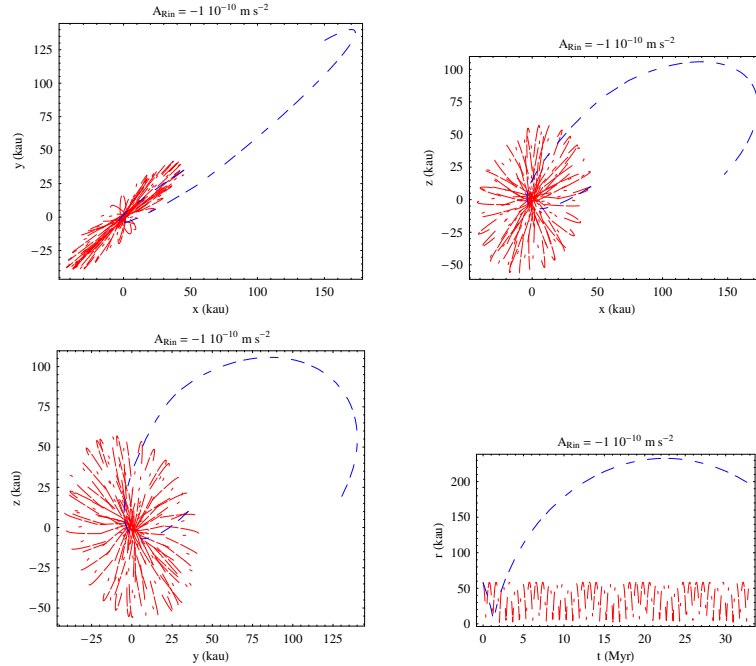 A_Rin = −1 10^−10 m s^−2
125
100
75
50
25
0
−25
y (kau)
0 50 100 150
x (kau)
A_Rin = −1 10^−10 m s^−2
100
75
50
25
0
−25
−50
z (kau)
0 50 100 150
x (kau)
A_Rin = −1 10^−10 m s^−2
100
75
50
25
0
−25
−50
z (kau)
−25 0 25 50 75 100 125
y (kau)
A_Rin = −1 10^−10 m s^−2
200
150
100
50
0
r (kau)
0 5 10 15 20 25 30
t (Myr)